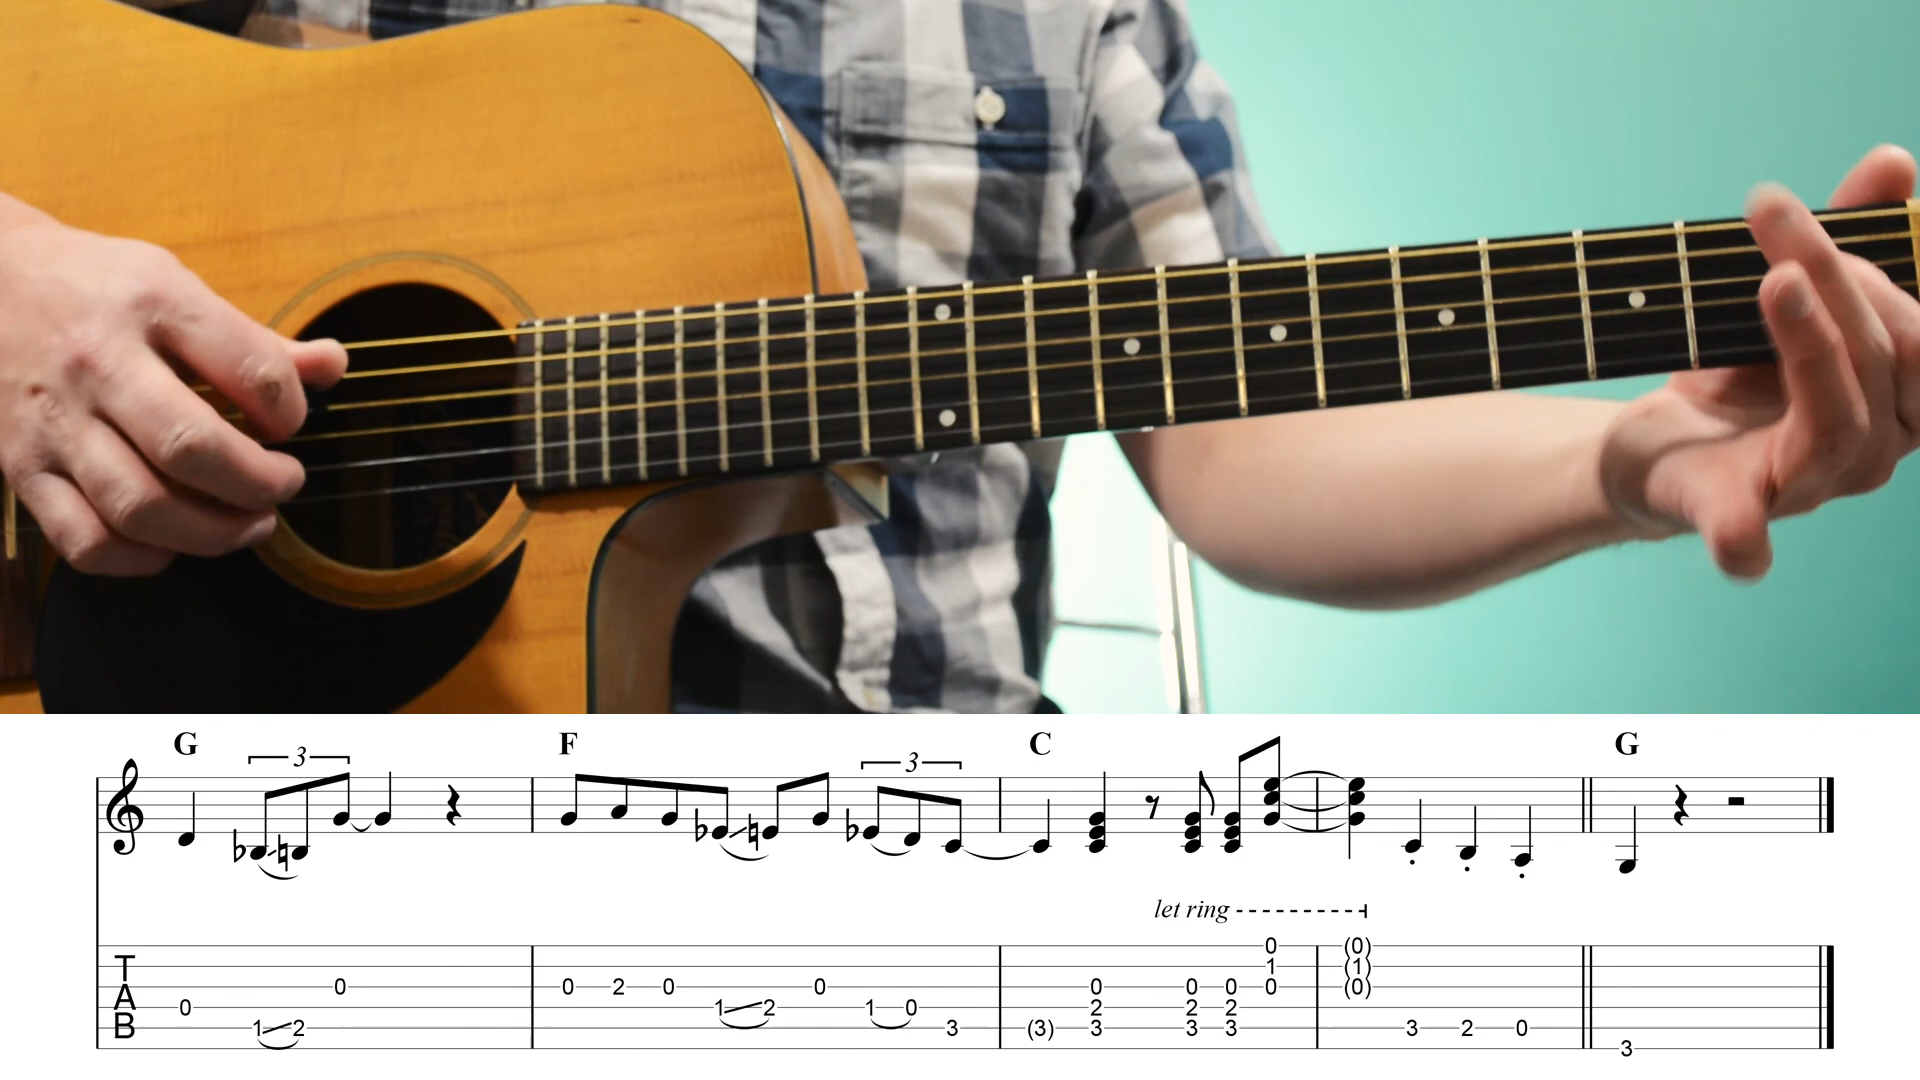 G F C G
3 3
let ring
0 (0)
T 1 (1)
A 0 0 2 0 0 0 0 0 0 (0)
0 1 2 1 0 2 2 2
B 1 2 3 (3) 3 3 3 3 2 0
3